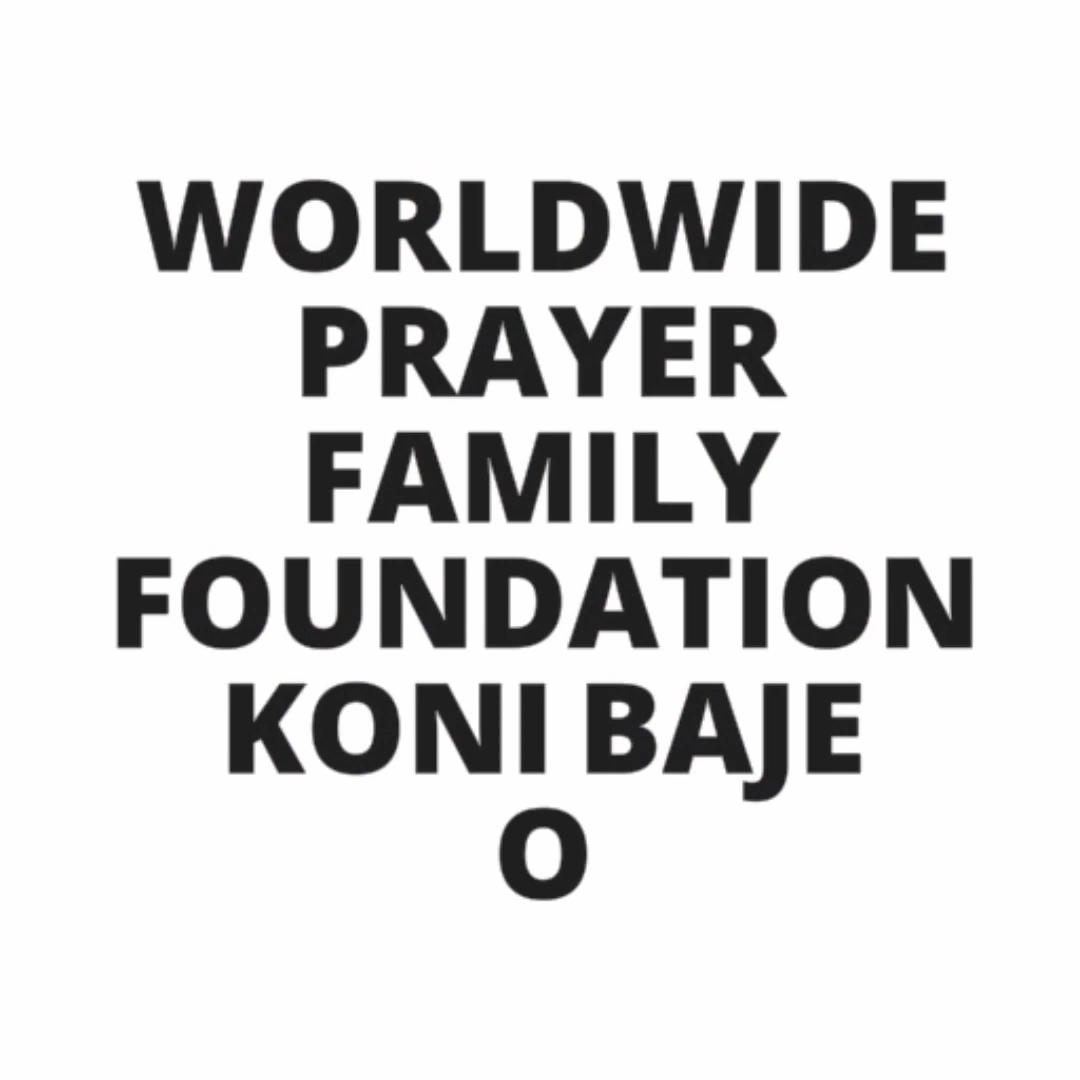 WORLDWIDE
PRAYER
FAMILY
FOUNDATION
KONI BAJE
O